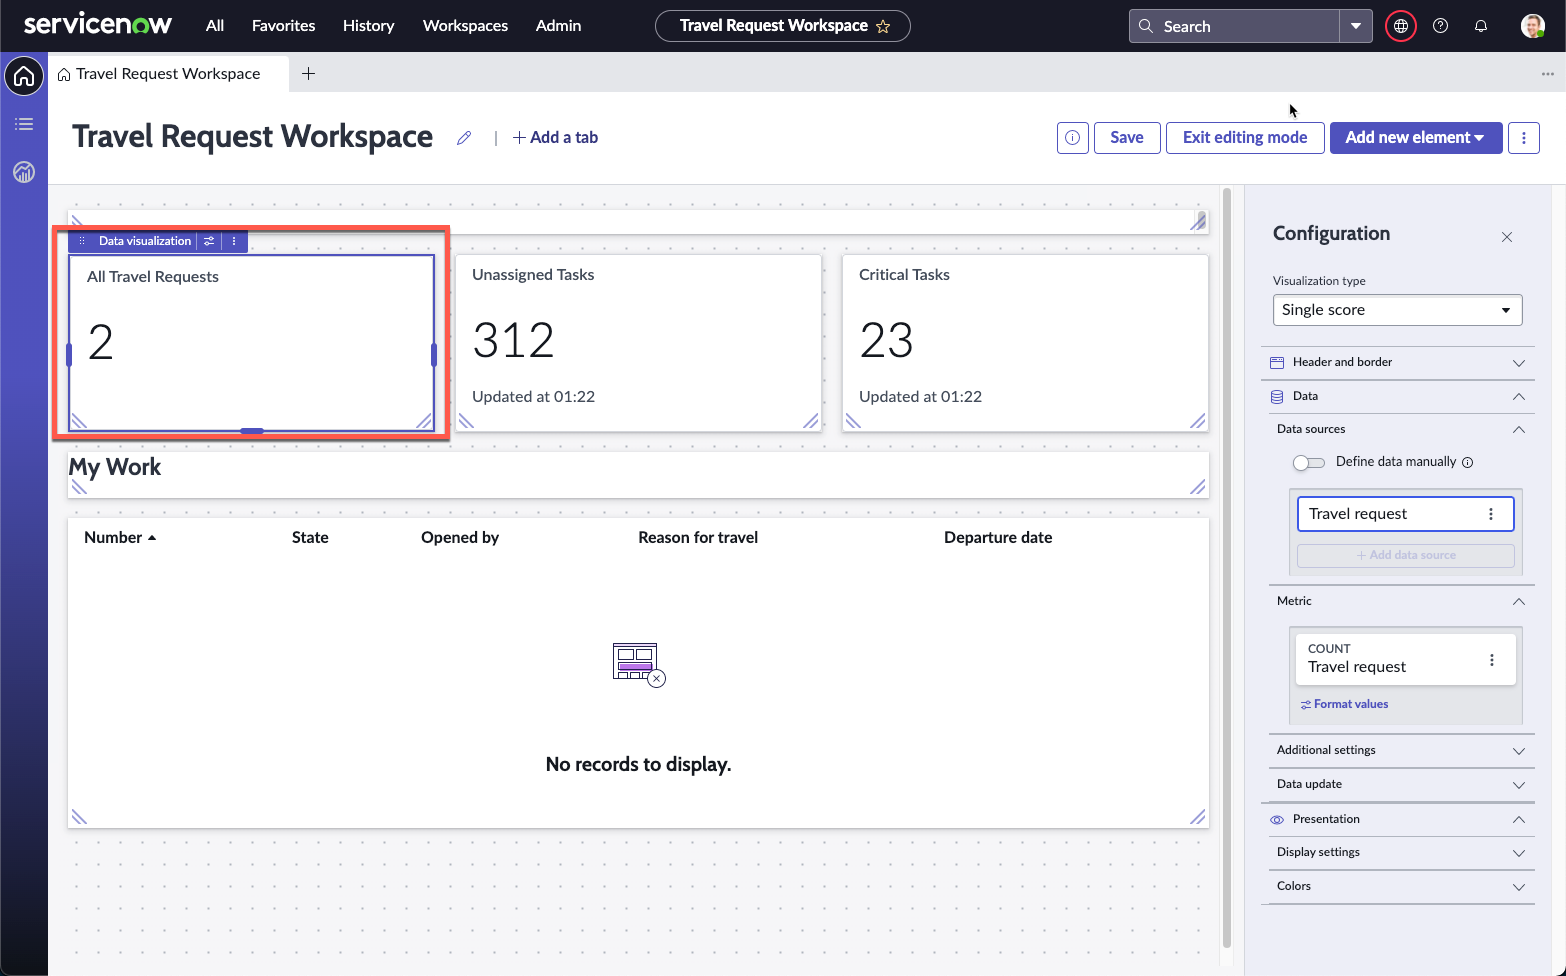 servicenow
All Favorites History Workspaces Admin
Travel Request Workspace
Search
Travel Request Workspace
Travel Request Workspace
| + Add a tab
Save
Exit editing mode
Add new element
Data visualization
All Travel Requests
2
Unassigned Tasks
312
Updated at 01:22
Critical Tasks
23
Updated at 01:22
My Work
Number State Opened by Reason for travel Departure date
No records to display.
Configuration
Visualization type
Single score
Header and border
Data
Data sources
Define data manually
Travel request
+ Add data source
Metric
COUNT
Travel request
Format values
Additional settings
Data update
Presentation
Display settings
Colors